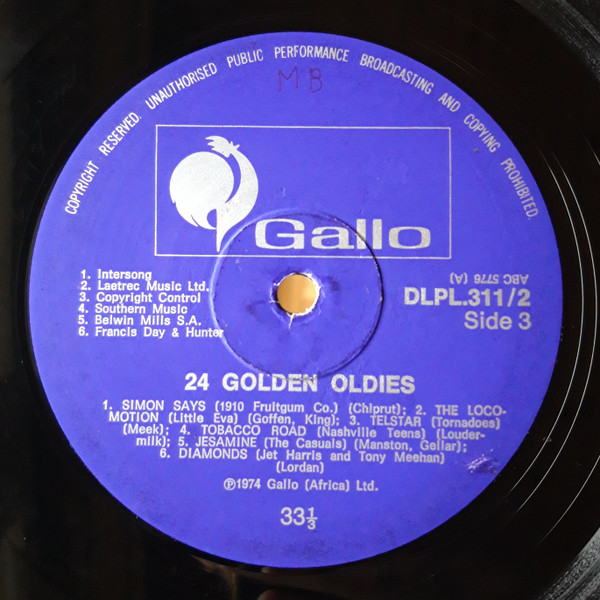 COPYRIGHT RESERVED. UNAUTHORISED PUBLIC PERFORMANCE BROADCASTING AND COPYING PROHIBITED.
MB
Gallo
1. Intersong
2. Laetrec Music Ltd.
3. Copyright Control
4. Southern Music
5. Belwin Mills S.A.
6. Francis Day & Hunter
ABC 5776 (A)
DLPL.311/2
Side 3
24 GOLDEN OLDIES
1. SIMON SAYS (1910 Fruitgum Co.) (Chiprut); 2. THE LOCO-
MOTION (Little Eva) (Goffen, King); 3. TELSTAR (Tornadoes)
(Meek); 4. TOBACCO ROAD (Nashville Teens) (Louder-
milk); 5. JESAMINE (The Casuals) (Manston, Gellar);
6. DIAMONDS (Jet Harris and Tony Meehan)
(Lordan)
℗1974 Gallo (Africa) Ltd.
33⅓